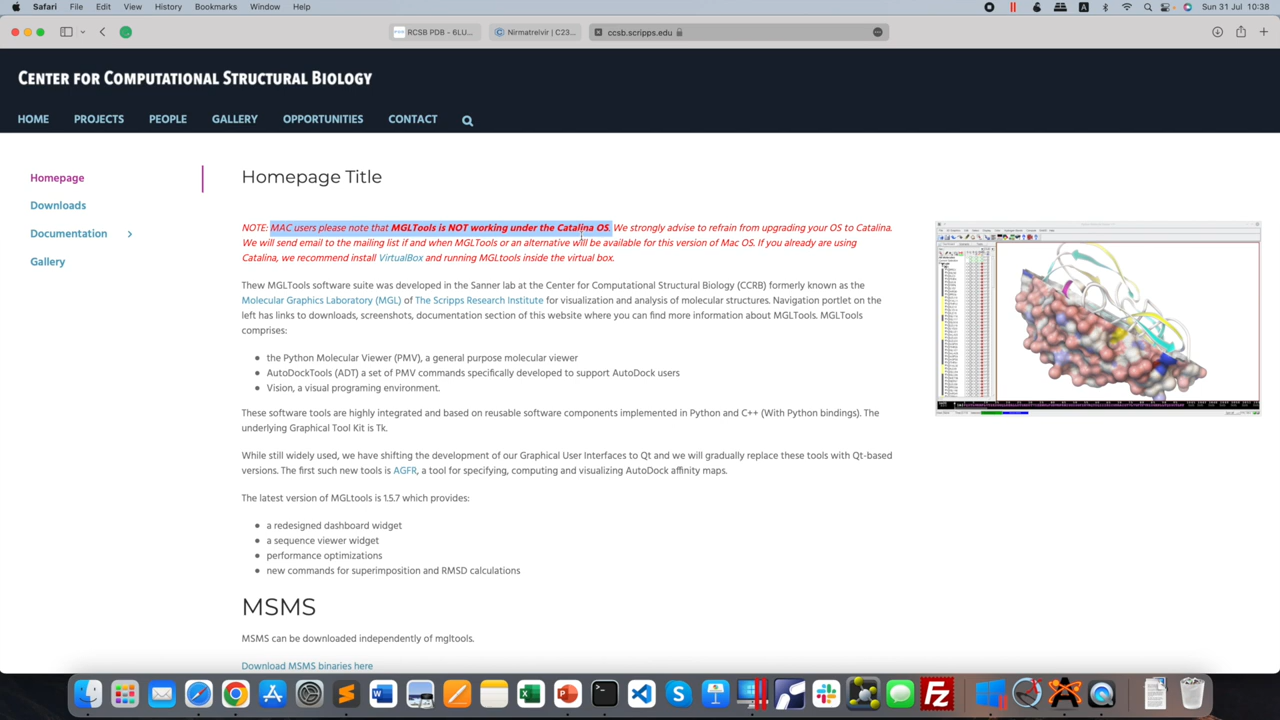 Safari File Edit View History Bookmarks Window Help
Sun 31 Jul 10:38
RCSB PDB - 6LU...
Nirmatrelvir | C23...
ccsb.scripps.edu
CENTER FOR COMPUTATIONAL STRUCTURAL BIOLOGY
HOME PROJECTS PEOPLE GALLERY OPPORTUNITIES CONTACT
Homepage
Downloads
Documentation
Gallery
Homepage Title
NOTE: MAC users please note that MGLTools is NOT working under the Catalina OS. We strongly advise to refrain from upgrading your OS to Catalina.
We will send email to the mailing list if and when MGLTools or an alternative will be available for this version of Mac OS. If you already are using
Catalina, we recommend install VirtualBox and running MGLTools inside the virtual box.
Thew MGLTools software suite was developed in the Sanner lab at the Center for Computational Structural Biology (CCRB) formerly known as the
Molecular Graphics Laboratory (MGL) of The Scripps Research Institute for visualization and analysis of molecular structures. Navigation portlet on the
left has links to downloads, screenshots, documentation section of this website where you can find more information about MGLTools. MGLTools
comprises:
the Python Molecular Viewer (PMV), a general purpose molecular viewer
AutoDockTools (ADT) a set of PMV commands specifically developed to support AutoDock users
Vision, a visual programing environment.
These software tools are highly integrated and based on reusable software components implemented in Python and C++ (With Python bindings). The
underlying Graphical Tool Kit is Tk.
While still widely used, we have shifting the development of our Graphical User Interfaces to Qt and we will gradually replace these tools with Qt-based
versions. The first such new tools is AGFR, a tool for specifying, computing and visualizing AutoDock affinity maps.
The latest version of MGLtools is 1.5.7 which provides:
a redesigned dashboard widget
a sequence viewer widget
performance optimizations
new commands for superimposition and RMSD calculations
MSMS
MSMS can be downloaded independently of mgltools.
Download MSMS binaries here